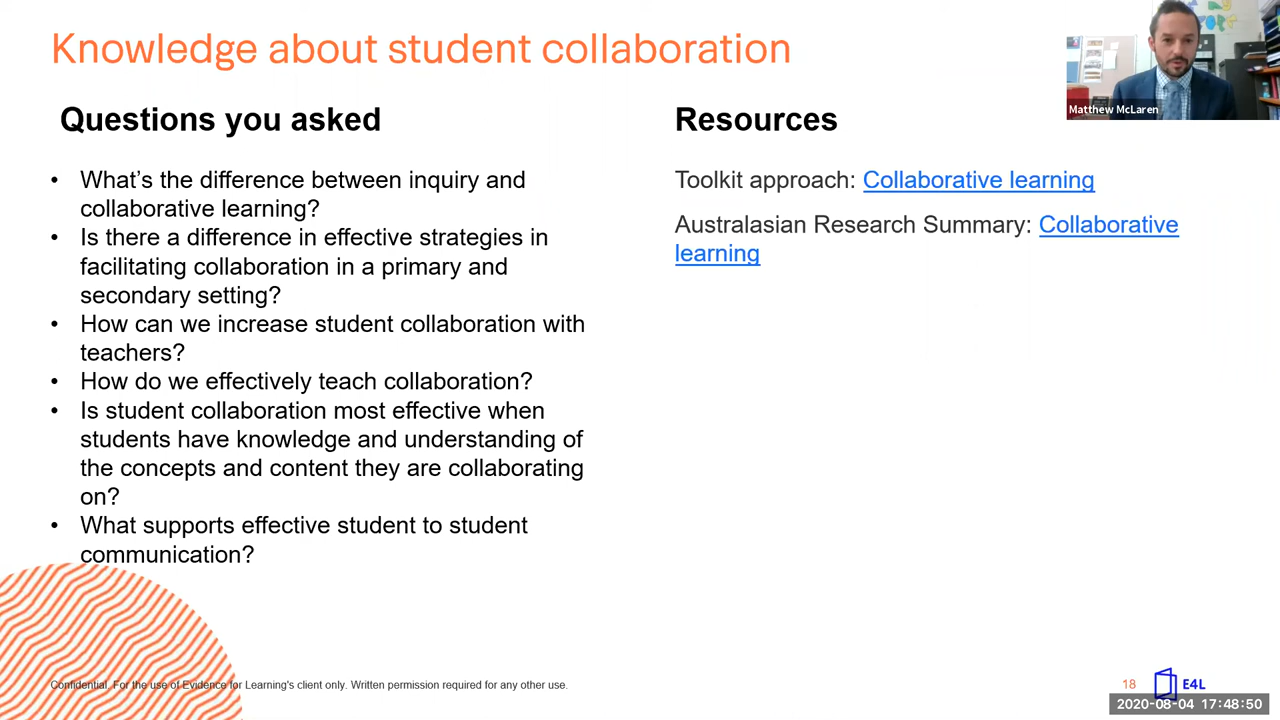 Knowledge about student collaboration
Matthew McLaren
Questions you asked
• What’s the difference between inquiry and
collaborative learning?
• Is there a difference in effective strategies in
facilitating collaboration in a primary and
secondary setting?
• How can we increase student collaboration with
teachers?
• How do we effectively teach collaboration?
• Is student collaboration most effective when
students have knowledge and understanding of
the concepts and content they are collaborating
on?
• What supports effective student to student
communication?
Resources
Toolkit approach: Collaborative learning
Australasian Research Summary: Collaborative
learning
Confidential. For the use of Evidence for Learning's client only. Written permission required for any other use.
18
E4L
2020-08-04 17:48:50